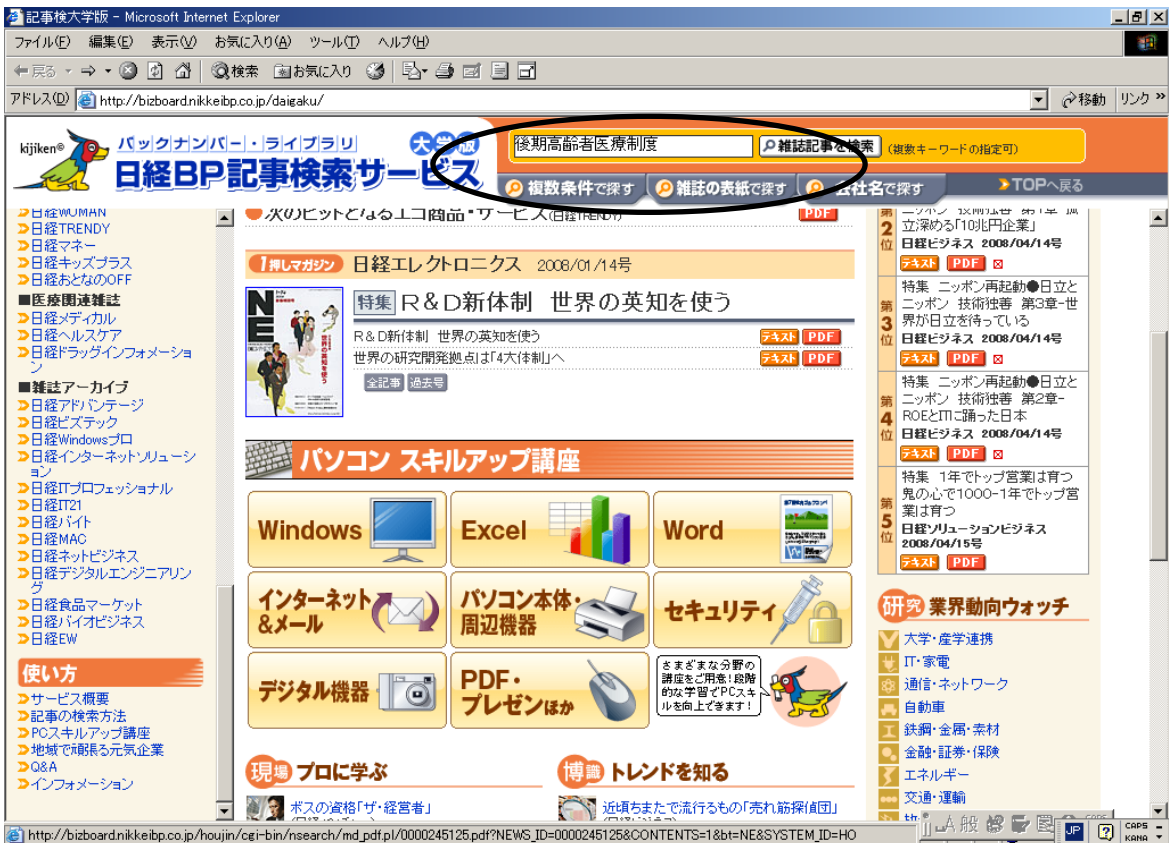 記事検大学版 - Microsoft Internet Explorer
ファイル(F) 編集(E) 表示(V) お気に入り(A) ツール(T) ヘルプ(H)
戻る 検索 お気に入り
アドレス(D) http://bizboard.nikkeibp.co.jp/daigaku/ 移動 リンク »
kijiken®
バックナンバー・ライブラリ 大学版
日経BP記事検索サービス
後期高齢者医療制度 雑誌記事を検索 (複数キーワードの指定可)
複数条件で探す 雑誌の表紙で探す 会社名で探す TOPへ戻る
日経WOMAN
日経TRENDY
日経マネー
日経キッズプラス
日経おとなのOFF
■医療関連雑誌
日経メディカル
日経ヘルスケア
日経ドラッグインフォメーショ
ン
■雑誌アーカイブ
日経アドバンテージ
日経ビズテック
日経Windowsプロ
日経インターネットソリューシ
ョン
日経ITプロフェッショナル
日経IT21
日経バイト
日経MAC
日経ネットビジネス
日経デジタルエンジニアリン
グ
日経食品マーケット
日経バイオビジネス
日経EW
使い方
サービス概要
記事の検索方法
PCスキルアップ講座
地域で頑張る元気企業
Q&A
インフォメーション
●次のヒットとなるエコ商品・サービス(日経TRENDY) PDF
1押しマガジン 日経エレクトロニクス 2008/01/14号
特集 R&D新体制 世界の英知を使う
R&D新体制 世界の英知を使う テキスト PDF
世界の研究開発拠点は「4大体制」へ テキスト PDF
全記事 過去号
パソコン スキルアップ講座
Windows Excel Word
インターネット&メール
パソコン本体・周辺機器
セキュリティ
デジタル機器
PDF・プレゼンほか
さまざまな分野の
講座をご用意!段階
的な学習でPCスキ
ルを向上できます!
現場 プロに学ぶ
ボスの資格「ザ・経営者」
博識 トレンドを知る
近頃ちまたで流行るもの「売れ筋探偵団」
第2位
ニッポン 技術独善 第1章-孤
立深める「10兆円企業」
日経ビジネス 2008/04/14号
テキスト PDF
第3位
特集 ニッポン再起動●日立と
ニッポン 技術独善 第3章-世
界が日立を待っている
日経ビジネス 2008/04/14号
テキスト PDF
第4位
特集 ニッポン再起動●日立と
ニッポン 技術独善 第2章-
ROEとITに踊った日本
日経ビジネス 2008/04/14号
テキスト PDF
第5位
特集 1年でトップ営業は育つ
鬼の心で1000-1年でトップ営
業は育つ
日経ソリューションビジネス
2008/04/15号
テキスト PDF
研究 業界動向ウォッチ
大学・産学連携
IT・家電
通信・ネットワーク
自動車
鉄鋼・金属・素材
金融・証券・保険
エネルギー
交通・運輸
http://bizboard.nikkeibp.co.jp/houjin/cgi-bin/nsearch/md_pdf.pl/0000245125.pdf?NEWS_ID=0000245125&CONTENTS=1&bt=NE&SYSTEM_ID=HO
A 般 JP CAPS KANA